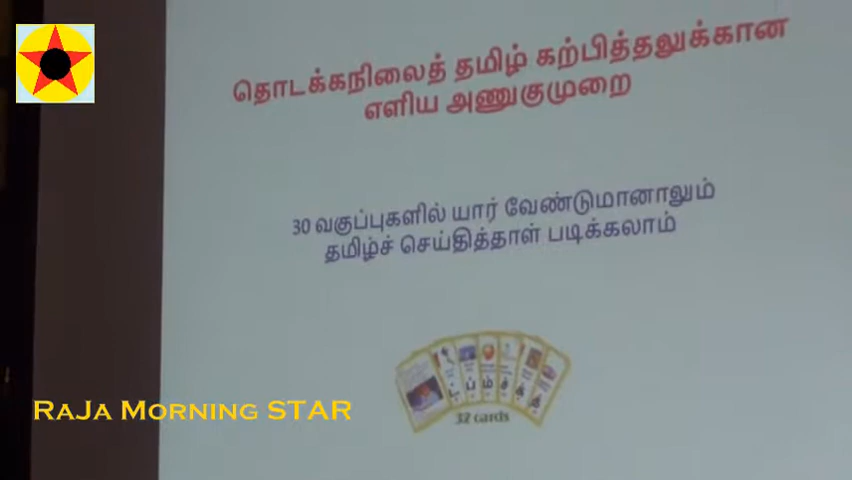 தொடக்கநிலைத் தமிழ் கற்பித்தலுக்கான
எளிய அணுகுமுறை
30 வகுப்புகளில் யார் வேண்டுமானாலும்
தமிழ்ச் செய்தித்தாள் படிக்கலாம்
32 cards
RAJA MORNING STAR